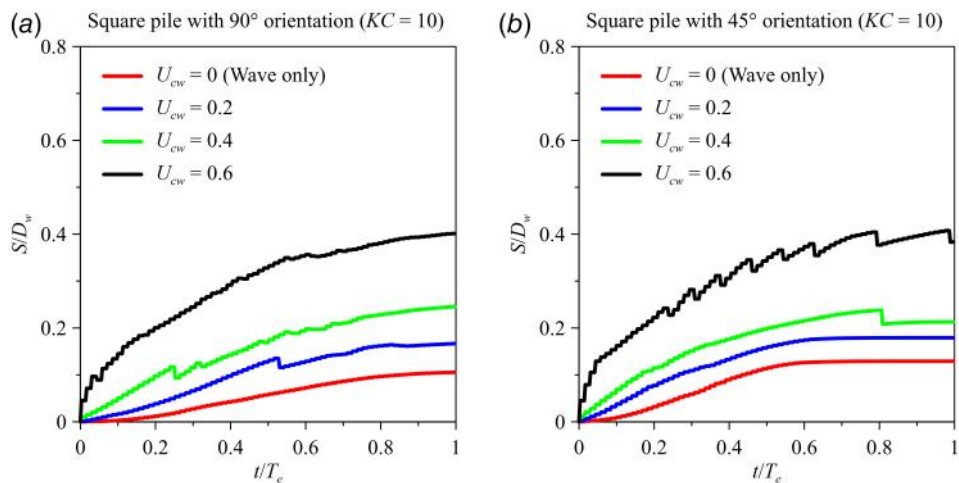 (a) Square pile with 90° orientation (KC = 10)
0.8
0.6
0.4
0.2
0
S/D_w
U_cw = 0 (Wave only)
U_cw = 0.2
U_cw = 0.4
U_cw = 0.6
0 0.2 0.4 0.6 0.8 1
t/T_e
(b) Square pile with 45° orientation (KC = 10)
0.8
0.6
0.4
0.2
0
S/D_w
U_cw = 0 (Wave only)
U_cw = 0.2
U_cw = 0.4
U_cw = 0.6
0 0.2 0.4 0.6 0.8 1
t/T_e